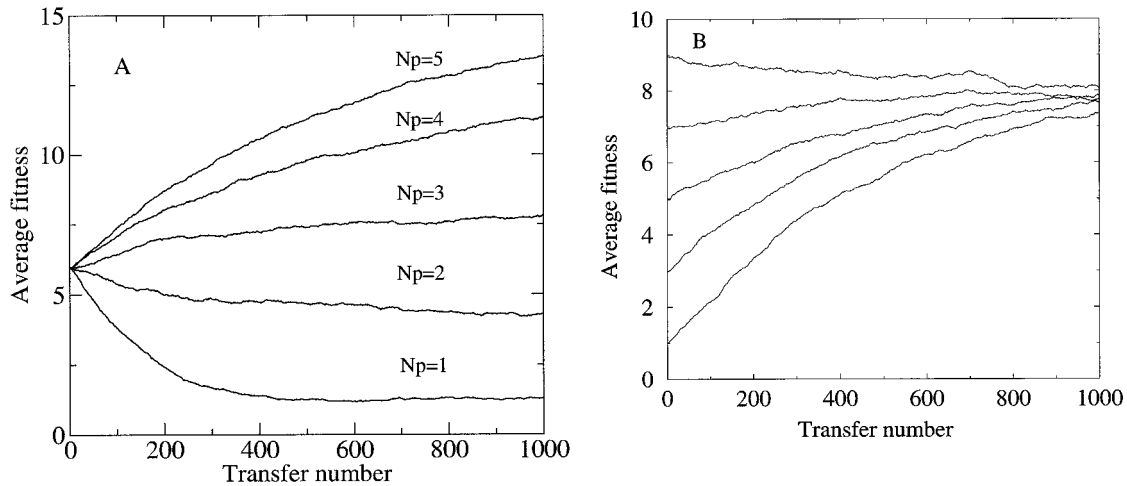 A
Average fitness
15
10
5
0
Np=5
Np=4
Np=3
Np=2
Np=1
0 200 400 600 800 1000
Transfer number
B
Average fitness
10
8
6
4
2
0
0 200 400 600 800 1000
Transfer number